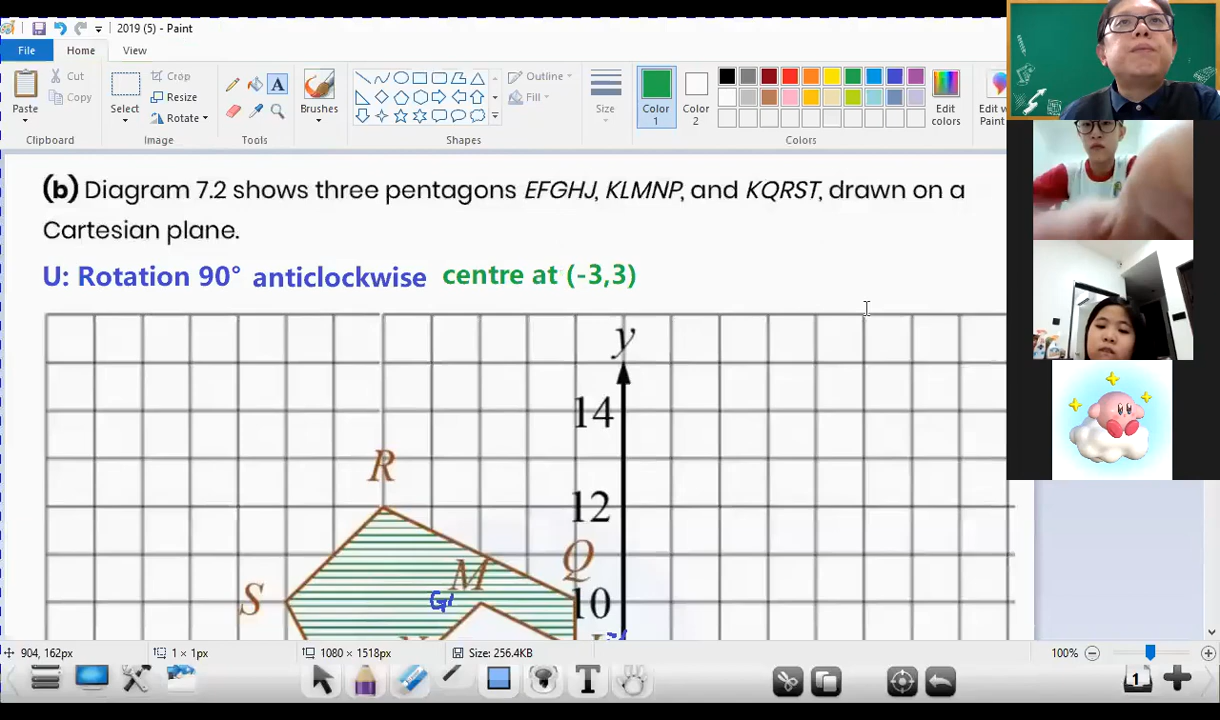 2019 (5) - Paint
File Home View
Paste Cut Copy Clipboard
Select Crop Resize Rotate Image
Tools
Brushes
Outline Fill Shapes
Size
Color 1 Color 2 Edit colors Colors
Edit w Paint
(b) Diagram 7.2 shows three pentagons EFGHJ, KLMNP, and KQRST, drawn on a
Cartesian plane.
U: Rotation 90° anticlockwise centre at (-3,3)
y
14
R
12
Q
M
S
G'
10
904, 162px 1 × 1px 1080 × 1518px Size: 256.4KB 100%
T 1